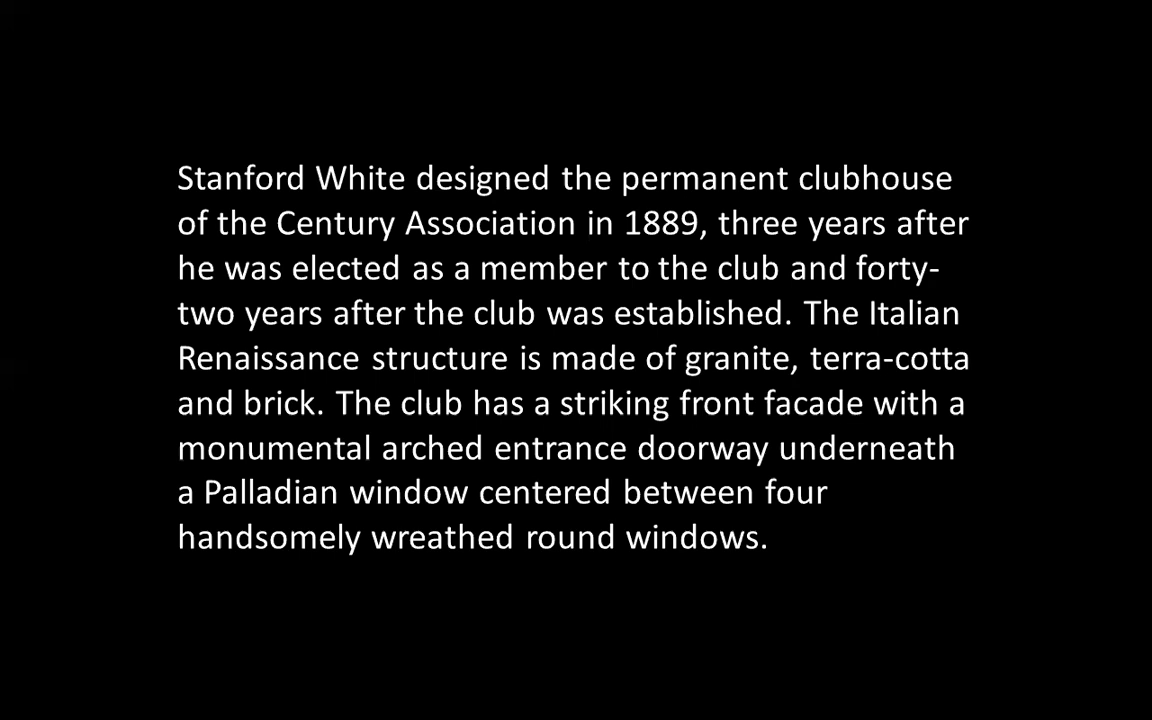 Stanford White designed the permanent clubhouse
of the Century Association in 1889, three years after
he was elected as a member to the club and forty-
two years after the club was established. The Italian
Renaissance structure is made of granite, terra-cotta
and brick. The club has a striking front facade with a
monumental arched entrance doorway underneath
a Palladian window centered between four
handsomely wreathed round windows.